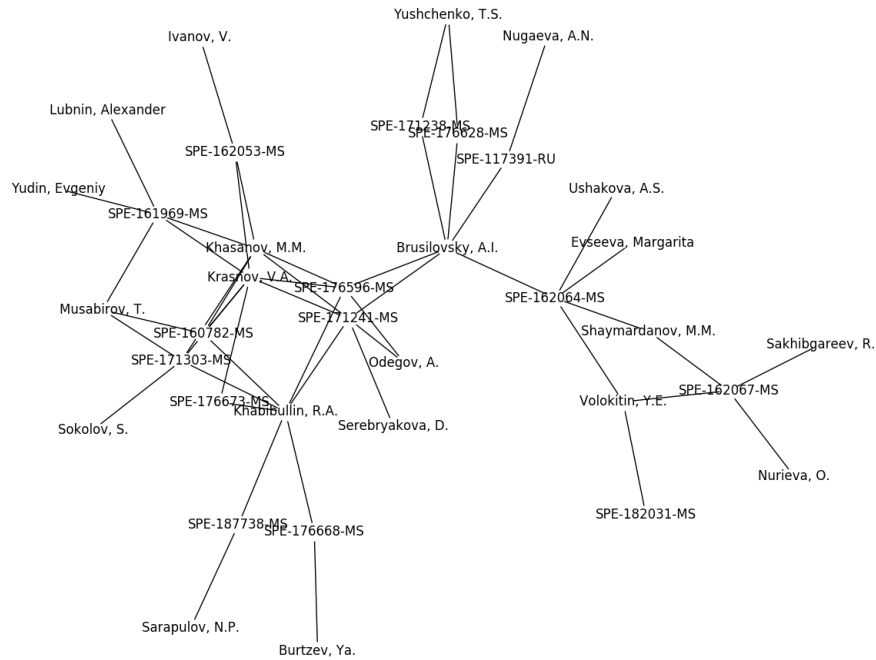 Yushchenko, T.S.
Ivanov, V.
Nugaeva, A.N.
Lubnin, Alexander
SPE-171238-MS
SPE-176628-MS
SPE-162053-MS
SPE-117391-RU
Yudin, Evgeniy
Ushakova, A.S.
SPE-161969-MS
Evseeva, Margarita
Khasanov, M.M.
Brusilovsky, A.I.
Krasnov, V.A.
SPE-176596-MS
SPE-162064-MS
Musabirov, T.
SPE-171241-MS
SPE-160782-MS
Shaymardanov, M.M.
Sakhibgareev, R.
SPE-171303-MS
Odegov, A.
SPE-162067-MS
SPE-176673-MS
Volokitin, Y.E.
Khabibullin, R.A.
Sokolov, S.
Serebryakova, D.
Nurieva, O.
SPE-182031-MS
SPE-187738-MS
SPE-176668-MS
Sarapulov, N.P.
Burtzev, Ya.